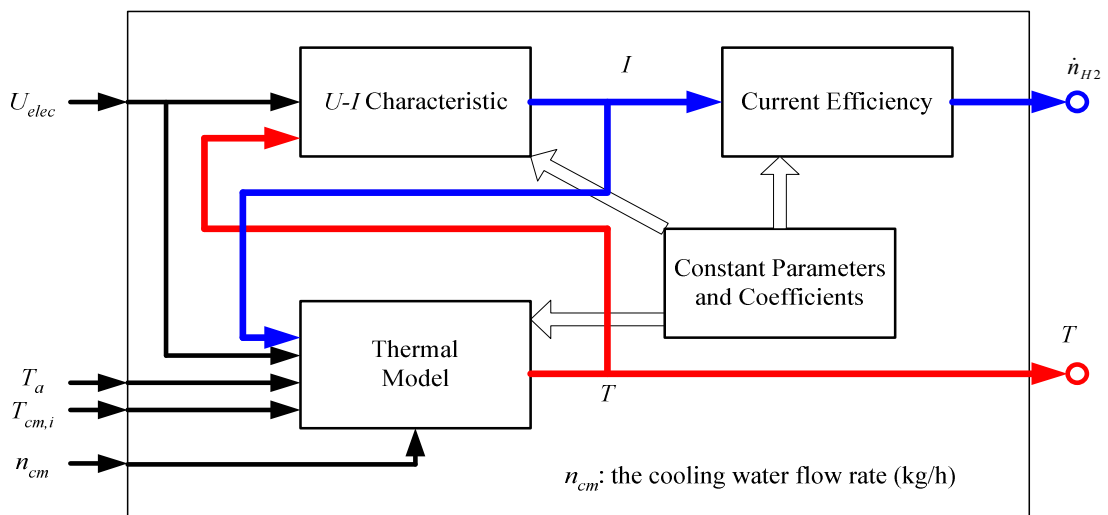 U_elec
U-I Characteristic
I
Current Efficiency
ṅ_H2
Constant Parameters
and Coefficients
Thermal
Model
T
T
T_a
T_cm,i
n_cm
n_cm: the cooling water flow rate (kg/h)